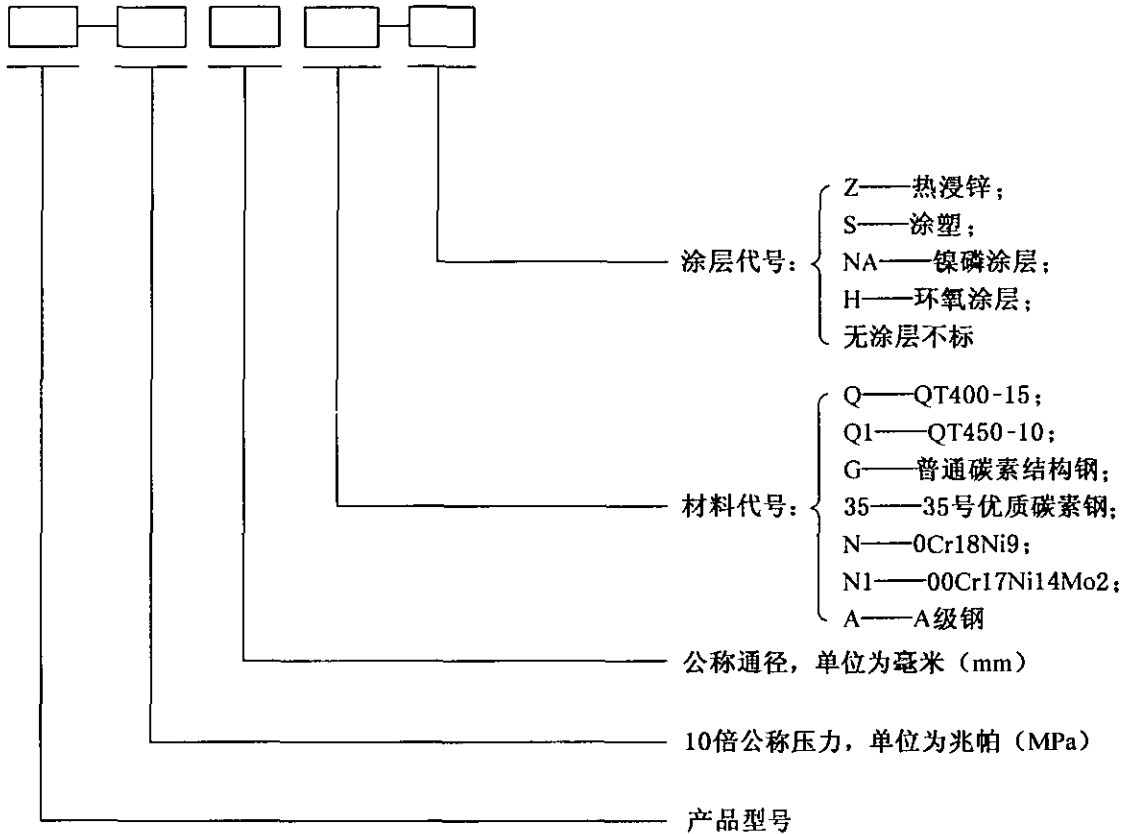 Z——热浸锌；
S——涂塑；
涂层代号：
NA——镍磷涂层；
H——环氧涂层；
无涂层不标
Q——QT400-15；
Q1——QT450-10；
G——普通碳素结构钢；
材料代号：
35——35号优质碳素钢；
N——0Cr18Ni9；
N1——00Cr17Ni14Mo2；
A——A级钢
公称通径，单位为毫米（mm）
10倍公称压力，单位为兆帕（MPa）
产品型号